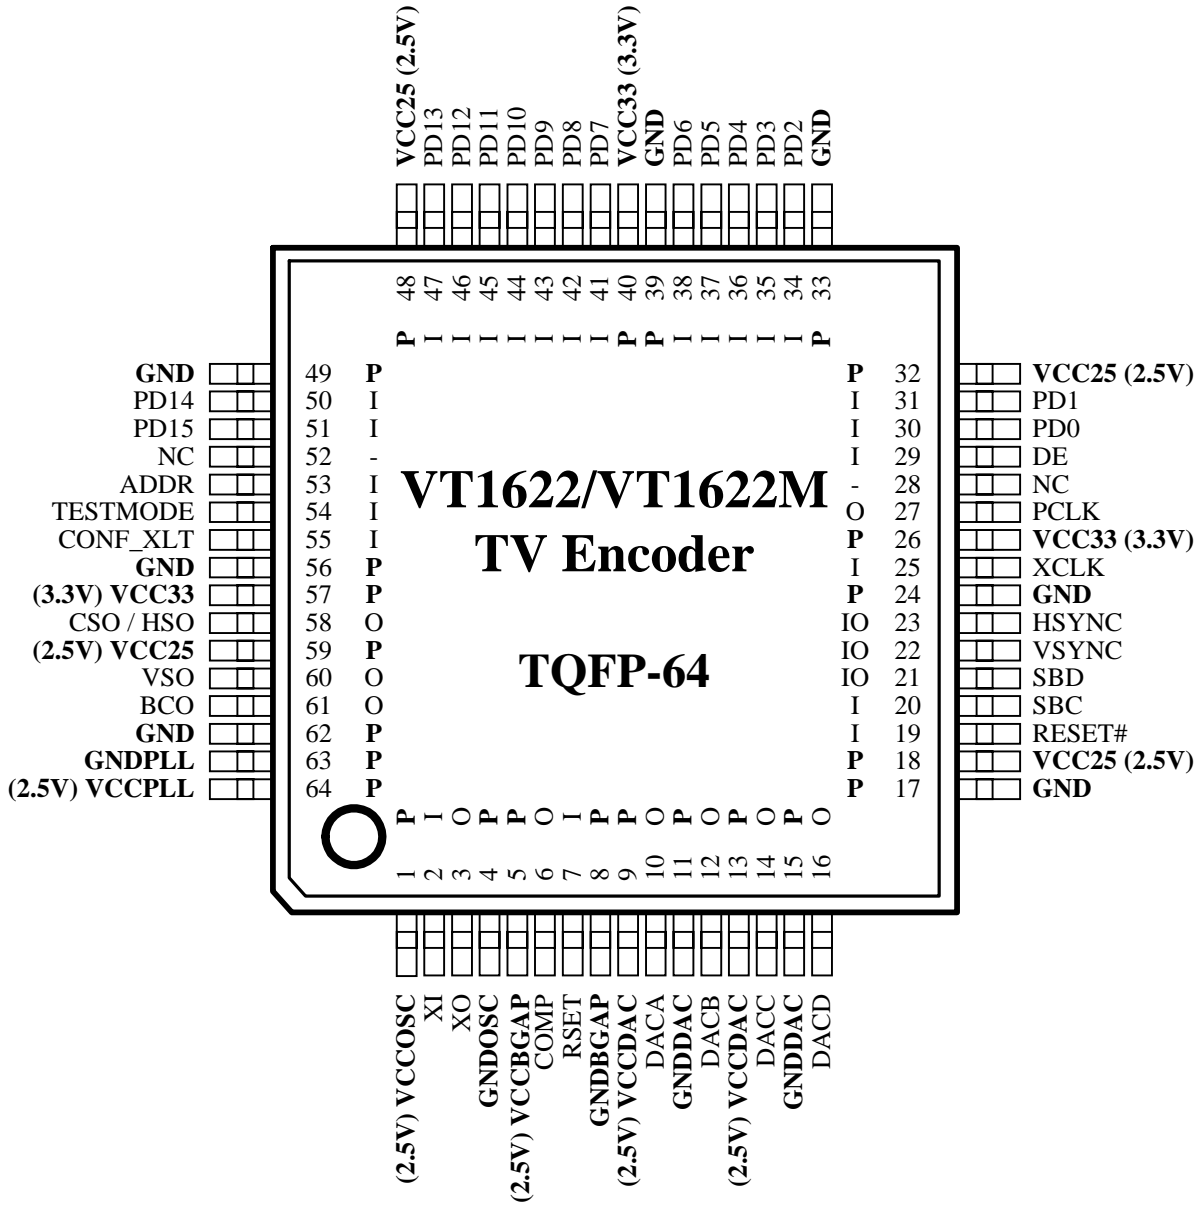 VCC25 (2.5V)
PD13
PD12
PD11
PD10
PD9
PD8
PD7
VCC33 (3.3V)
GND
PD6
PD5
PD4
PD3
PD2
GND
48 47 46 45 44 43 42 41 40 39 38 37 36 35 34 33
P I I I I I I I P P I I I I I P
GND 49 P
PD14 50 I
PD15 51 I
NC 52 -
ADDR 53 I
TESTMODE 54 I
CONF_XLT 55 I
GND 56 P
(3.3V) VCC33 57 P
CSO / HSO 58 O
(2.5V) VCC25 59 P
VSO 60 O
BCO 61 O
GND 62 P
GNDPLL 63 P
(2.5V) VCCPLL 64 P
VT1622/VT1622M
TV Encoder
TQFP-64
P 32 VCC25 (2.5V)
I 31 PD1
I 30 PD0
I 29 DE
- 28 NC
O 27 PCLK
P 26 VCC33 (3.3V)
I 25 XCLK
P 24 GND
IO 23 HSYNC
IO 22 VSYNC
IO 21 SBD
I 20 SBC
I 19 RESET#
P 18 VCC25 (2.5V)
P 17 GND
P I O P P O I P P O P O P O P O
1 2 3 4 5 6 7 8 9 10 11 12 13 14 15 16
(2.5V) VCCOSC
XI
XO
GNDOSC
(2.5V) VCCBGAP
COMP
RSET
GNDBGAP
(2.5V) VCCDAC
DACA
GNDDAC
DACB
(2.5V) VCCDAC
DACC
GNDDAC
DACD